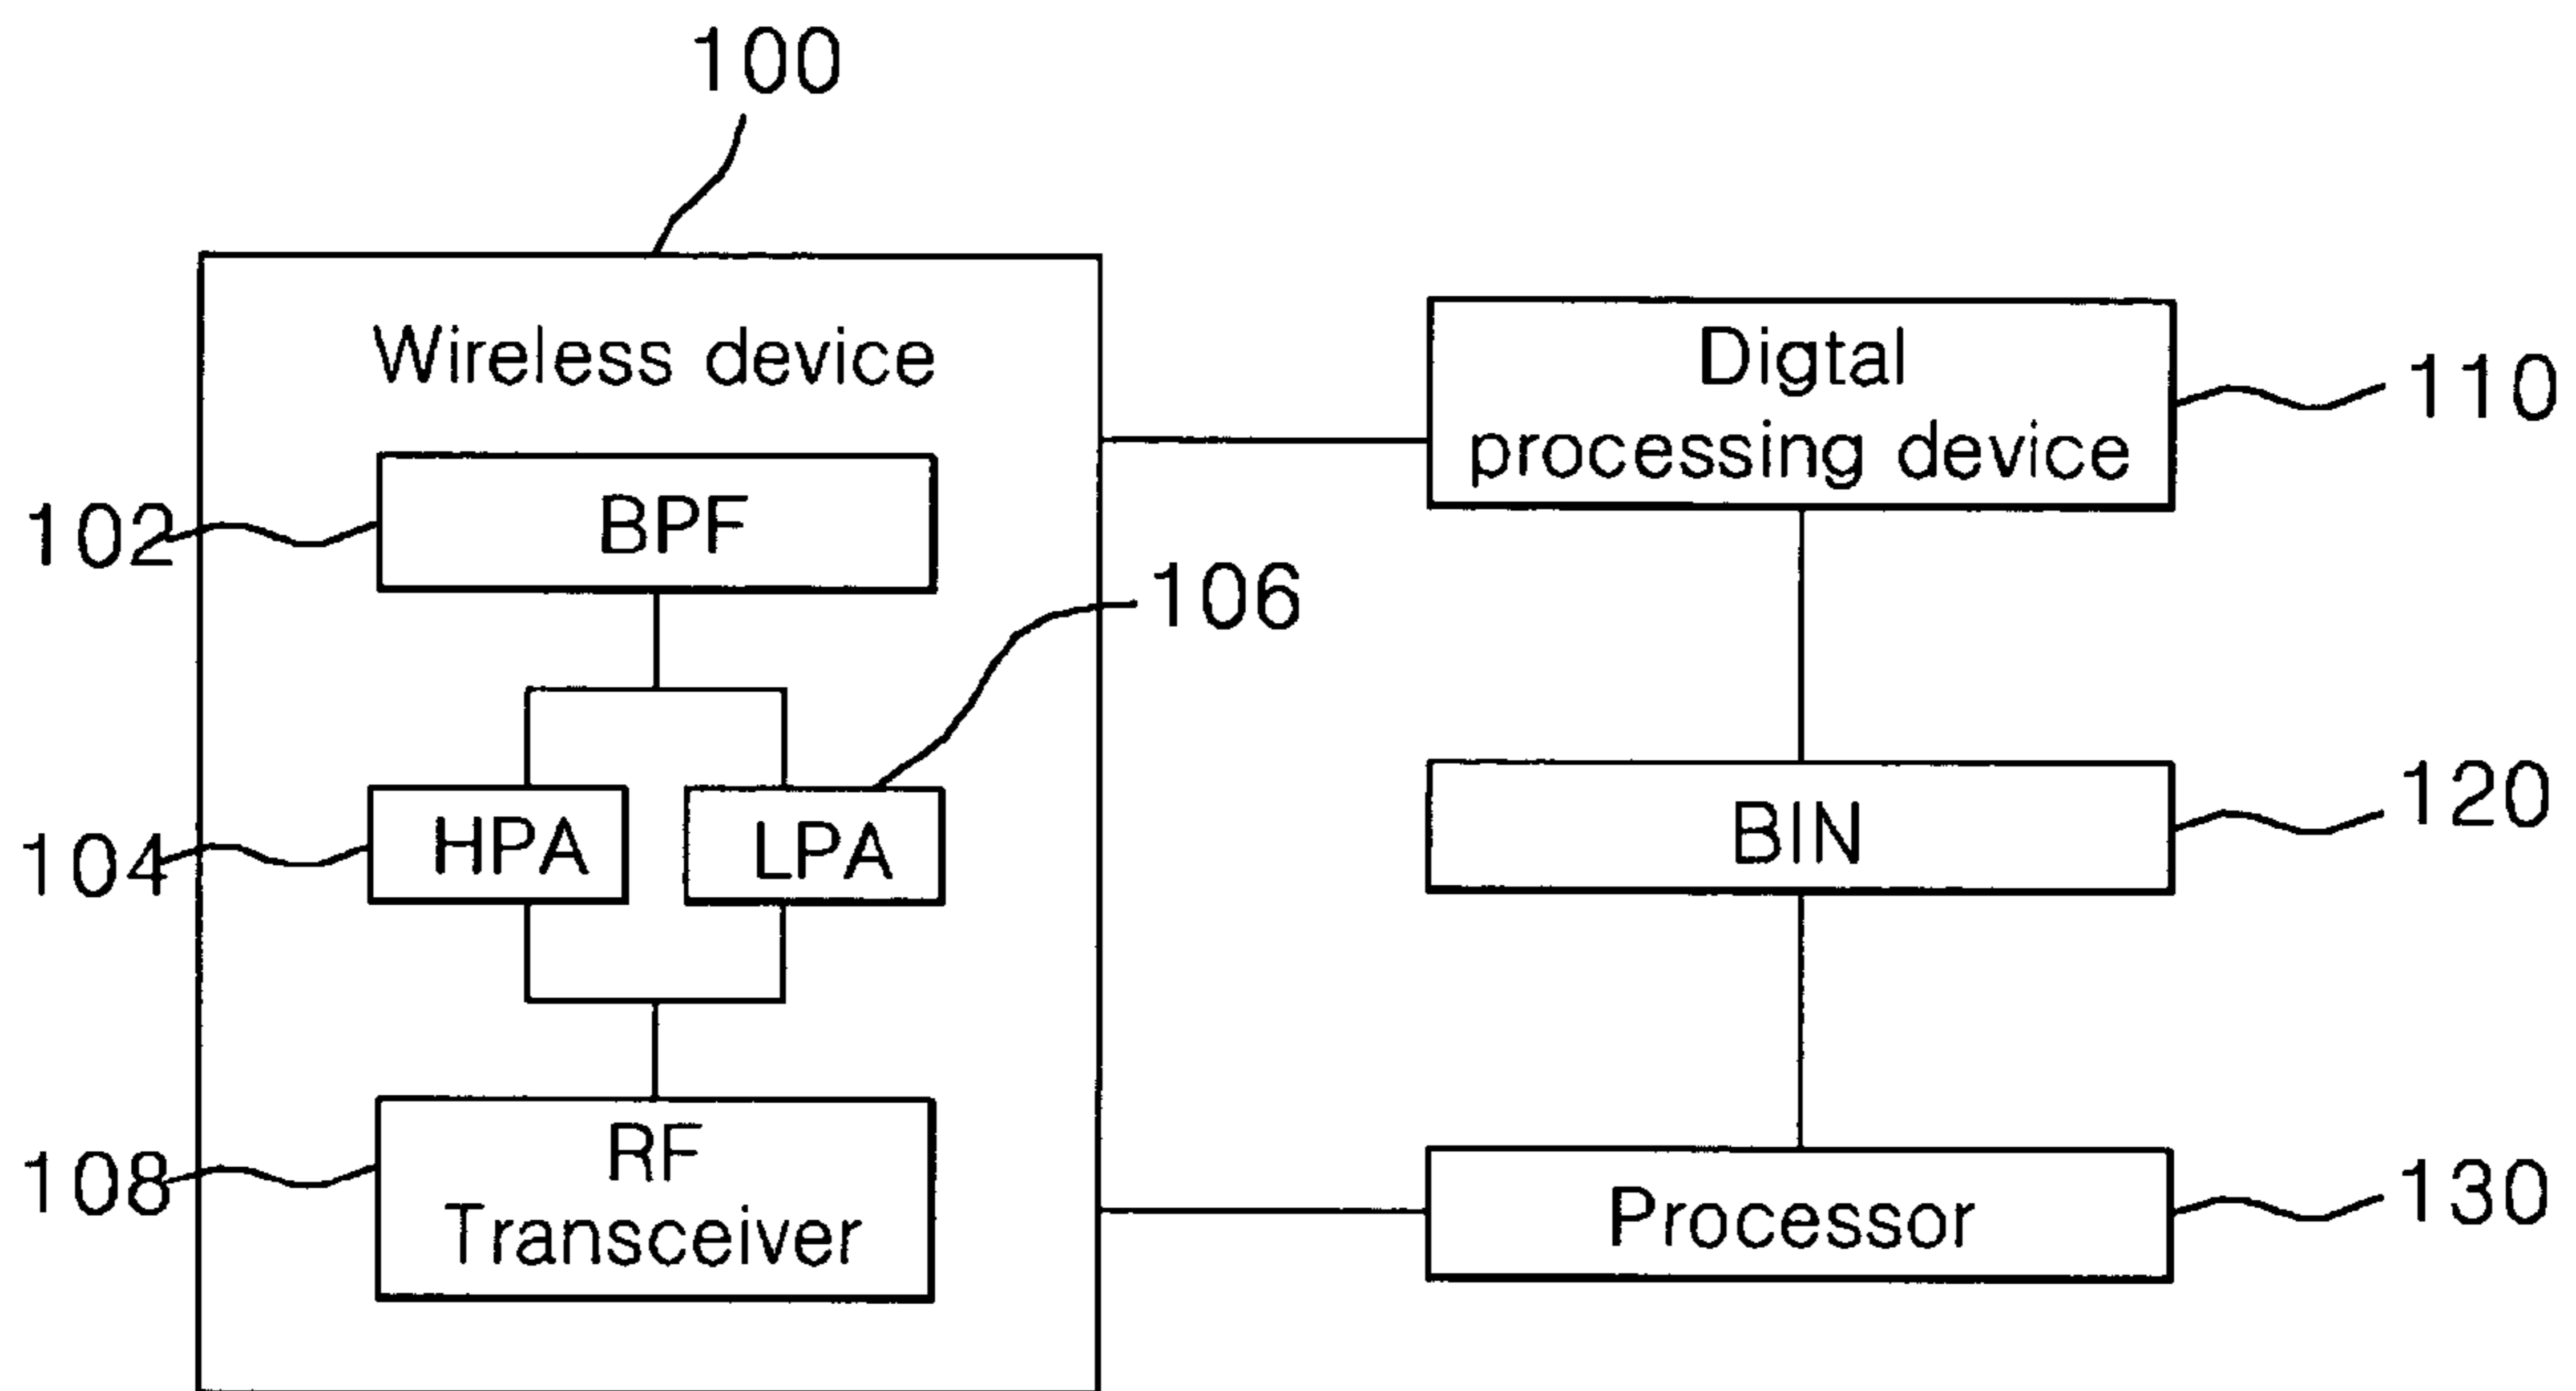 100
Wireless device
Digtal
processing device
110
102
BPF
106
104
HPA
LPA
BIN
120
108
RF
Transceiver
Processor
130